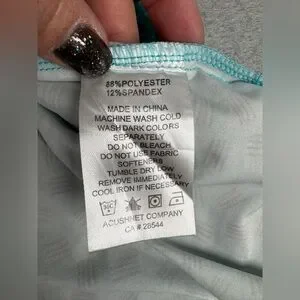 88%POLYESTER
12%SPANDEX
MADE IN CHINA
MACHINE WASH COLD
WASH DARK COLORS
SEPARATELY
DO NOT BLEACH
DO NOT USE FABRIC
SOFTENERS
TUMBLE DRY LOW
REMOVE IMMEDIATELY
COOL IRON IF NECESSARY
ACUSHNET COMPANY
CA # 28544